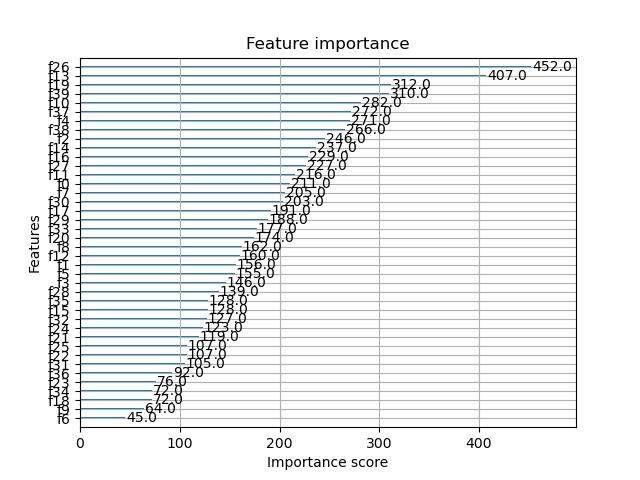 Feature importance
f26 452.0
f13 407.0
f19 312.0
f39 310.0
f10 282.0
f37 272.0
f4 271.0
f38 266.0
f2 246.0
f14 237.0
f16 229.0
f27 227.0
f11 216.0
f0 211.0
f7 205.0
f30 203.0
f17 191.0
f29 188.0
f33 177.0
f20 174.0
f8 162.0
f12 160.0
f1 156.0
f5 155.0
f3 146.0
f28 139.0
f35 128.0
f15 128.0
f32 127.0
f24 123.0
f21 119.0
f25 107.0
f22 107.0
f31 105.0
f36 92.0
f23 76.0
f34 72.0
f18 72.0
f9 64.0
f6 45.0
Features
0 100 200 300 400
Importance score